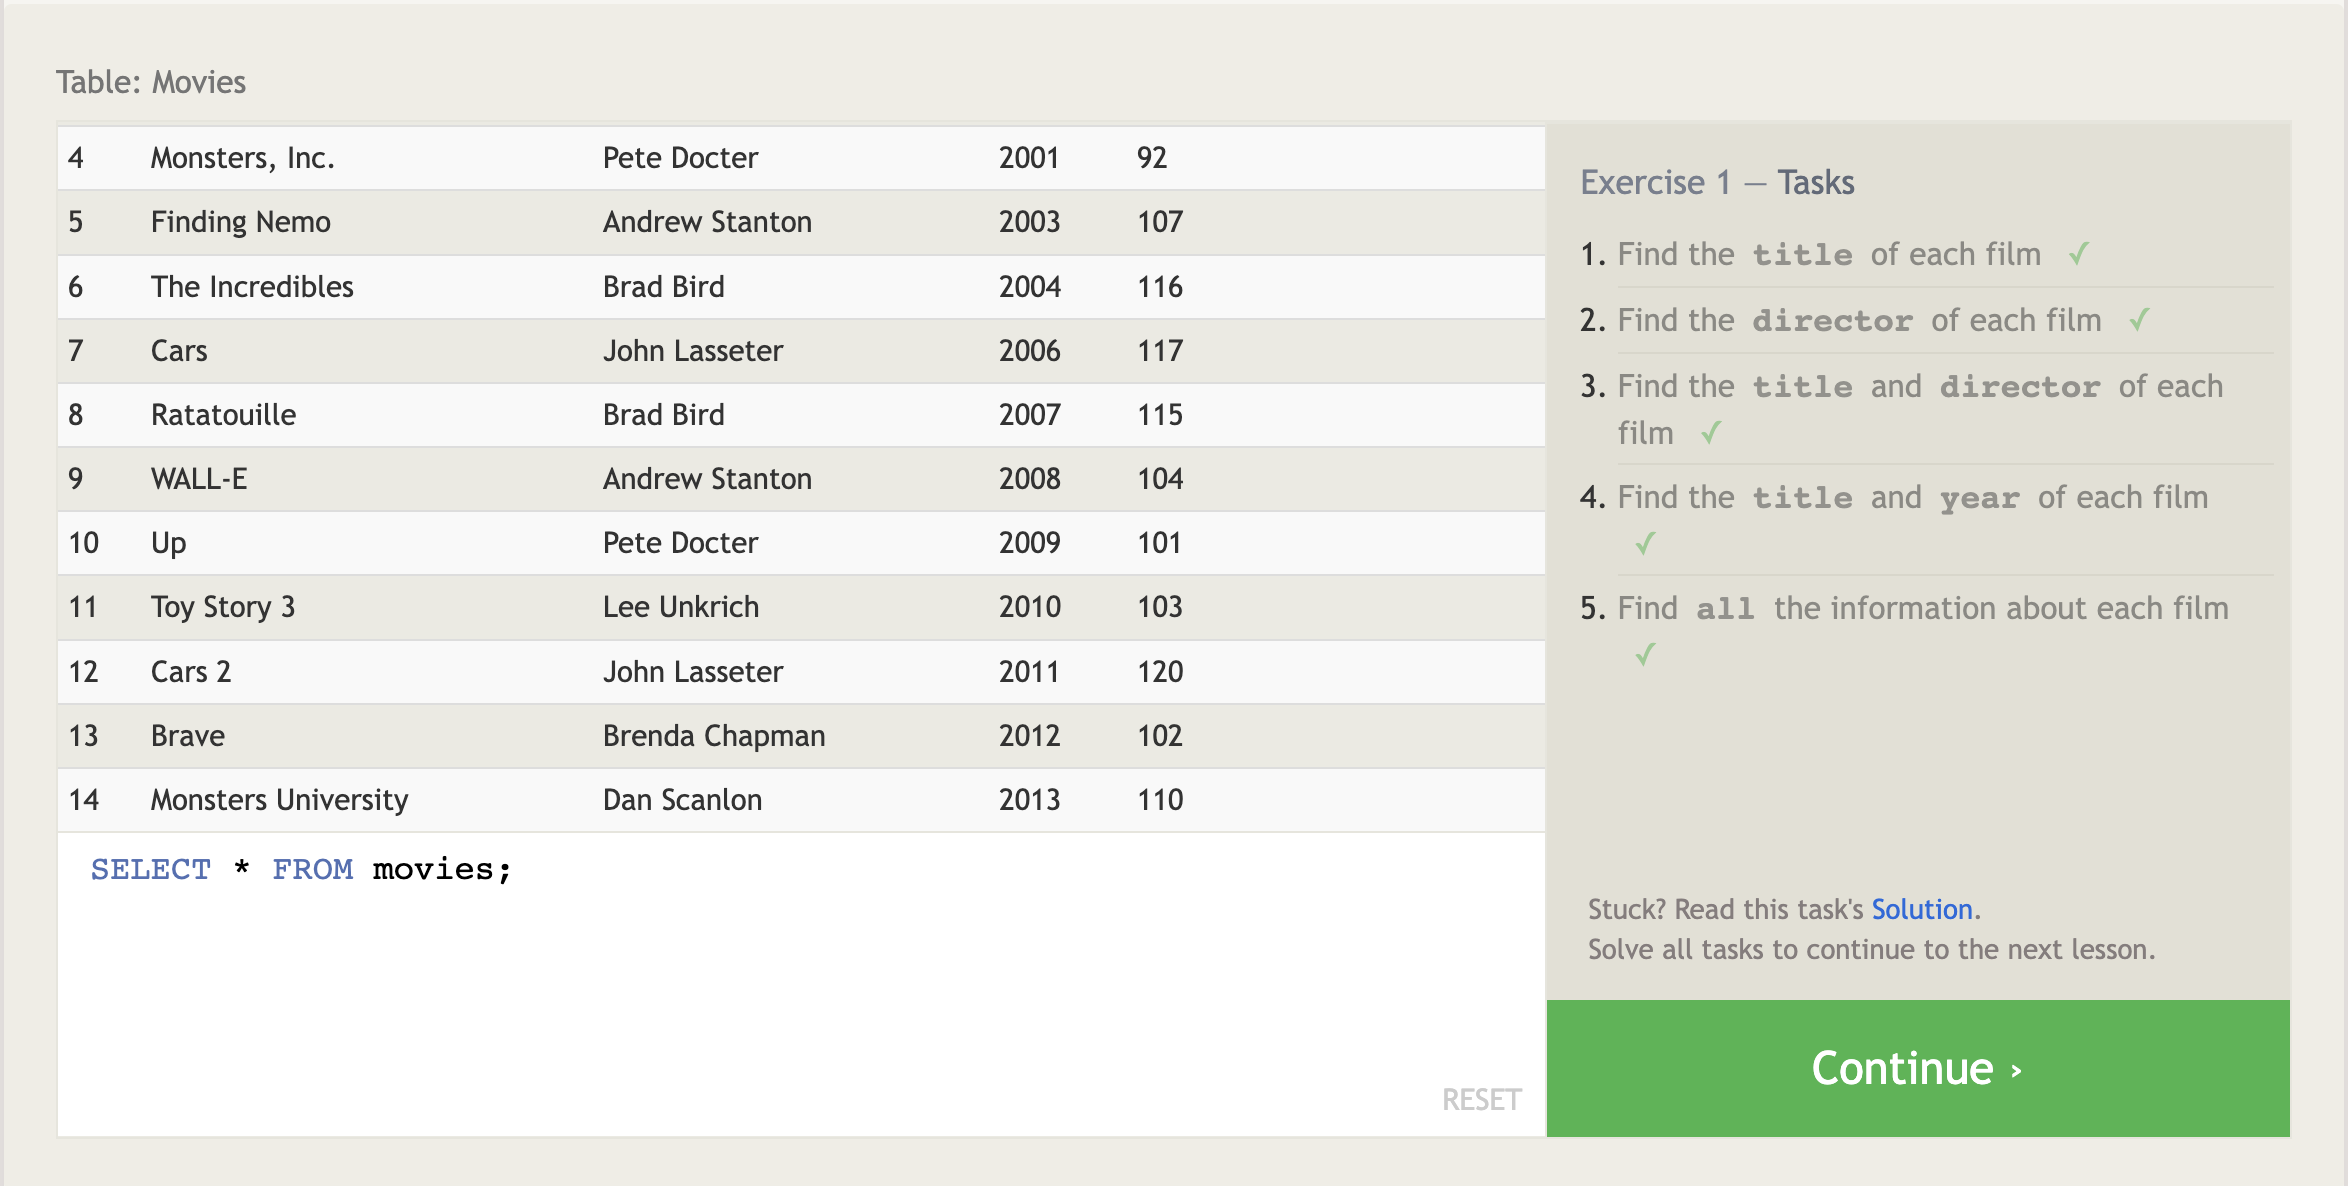 Table: Movies
4 Monsters, Inc. Pete Docter 2001 92
5 Finding Nemo Andrew Stanton 2003 107
6 The Incredibles Brad Bird 2004 116
7 Cars John Lasseter 2006 117
8 Ratatouille Brad Bird 2007 115
9 WALL-E Andrew Stanton 2008 104
10 Up Pete Docter 2009 101
11 Toy Story 3 Lee Unkrich 2010 103
12 Cars 2 John Lasseter 2011 120
13 Brave Brenda Chapman 2012 102
14 Monsters University Dan Scanlon 2013 110
SELECT * FROM movies;
RESET
Exercise 1 — Tasks
1. Find the title of each film ✓
2. Find the director of each film ✓
3. Find the title and director of each
film ✓
4. Find the title and year of each film
✓
5. Find all the information about each film
✓
Stuck? Read this task's Solution.
Solve all tasks to continue to the next lesson.
Continue ›